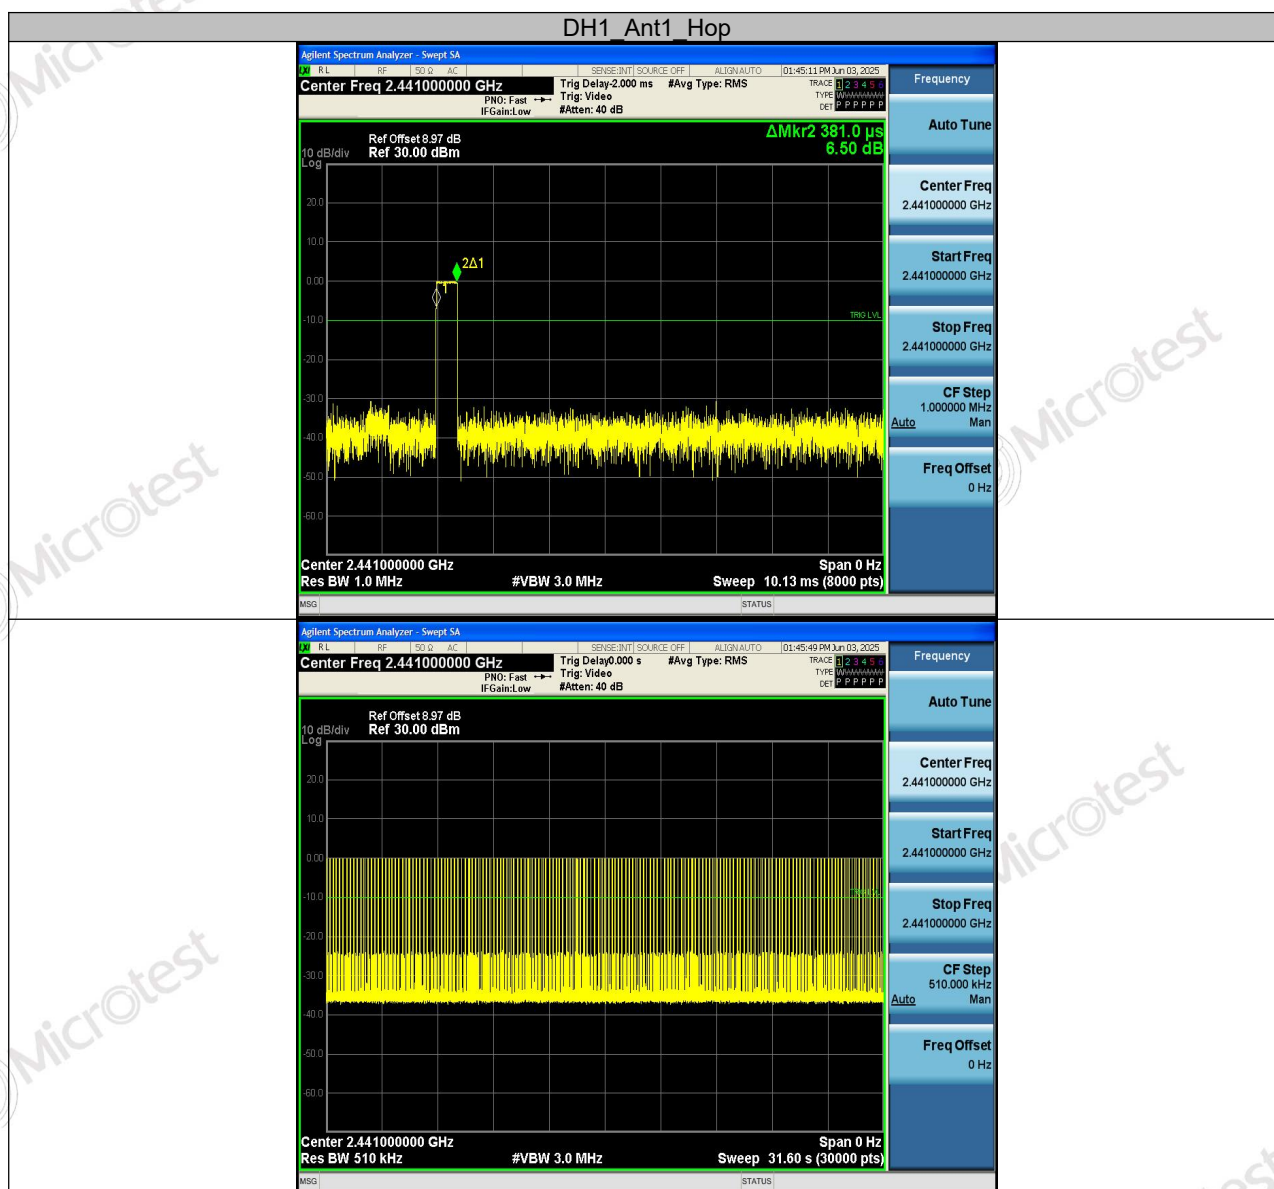 DH1_Ant1_Hop
Agilent Spectrum Analyzer - Swept SA
RL RF 50 Ω AC SENSE:INT SOURCE OFF ALIGNAUTO 01:45:11 PM Jun 03, 2025
Center Freq 2.441000000 GHz
PNO: Fast
IFGain:Low
Trig Delay-2.000 ms
Trig: Video
#Atten: 40 dB
#Avg Type: RMS
TRACE 1 2 3 4 5 6
TYPE
DET P P P P P P
Ref Offset 8.97 dB
10 dB/div Ref 30.00 dBm
Log
ΔMkr2 381.0 µs
6.50 dB
20.0
10.0
0.00
-10.0
-20.0
-30.0
-40.0
-50.0
-60.0
2Δ1
1
TRIG LVL
Center 2.441000000 GHz Span 0 Hz
Res BW 1.0 MHz #VBW 3.0 MHz Sweep 10.13 ms (8000 pts)
MSG STATUS
Frequency
Auto Tune
Center Freq
2.441000000 GHz
Start Freq
2.441000000 GHz
Stop Freq
2.441000000 GHz
CF Step
1.000000 MHz
Auto Man
Freq Offset
0 Hz
Agilent Spectrum Analyzer - Swept SA
RL RF 50 Ω AC SENSE:INT SOURCE OFF ALIGNAUTO 01:45:49 PM Jun 03, 2025
Center Freq 2.441000000 GHz
PNO: Fast
IFGain:Low
Trig Delay0.000 s
Trig: Video
#Atten: 40 dB
#Avg Type: RMS
TRACE 1 2 3 4 5 6
TYPE
DET P P P P P P
Ref Offset 8.97 dB
10 dB/div Ref 30.00 dBm
Log
20.0
10.0
0.00
-10.0
-20.0
-30.0
-40.0
-50.0
-60.0
Center 2.441000000 GHz Span 0 Hz
Res BW 510 kHz #VBW 3.0 MHz Sweep 31.60 s (30000 pts)
MSG STATUS
Frequency
Auto Tune
Center Freq
2.441000000 GHz
Start Freq
2.441000000 GHz
Stop Freq
2.441000000 GHz
CF Step
510.000 kHz
Auto Man
Freq Offset
0 Hz
Microtest
Microtest
Microtest
Microtest